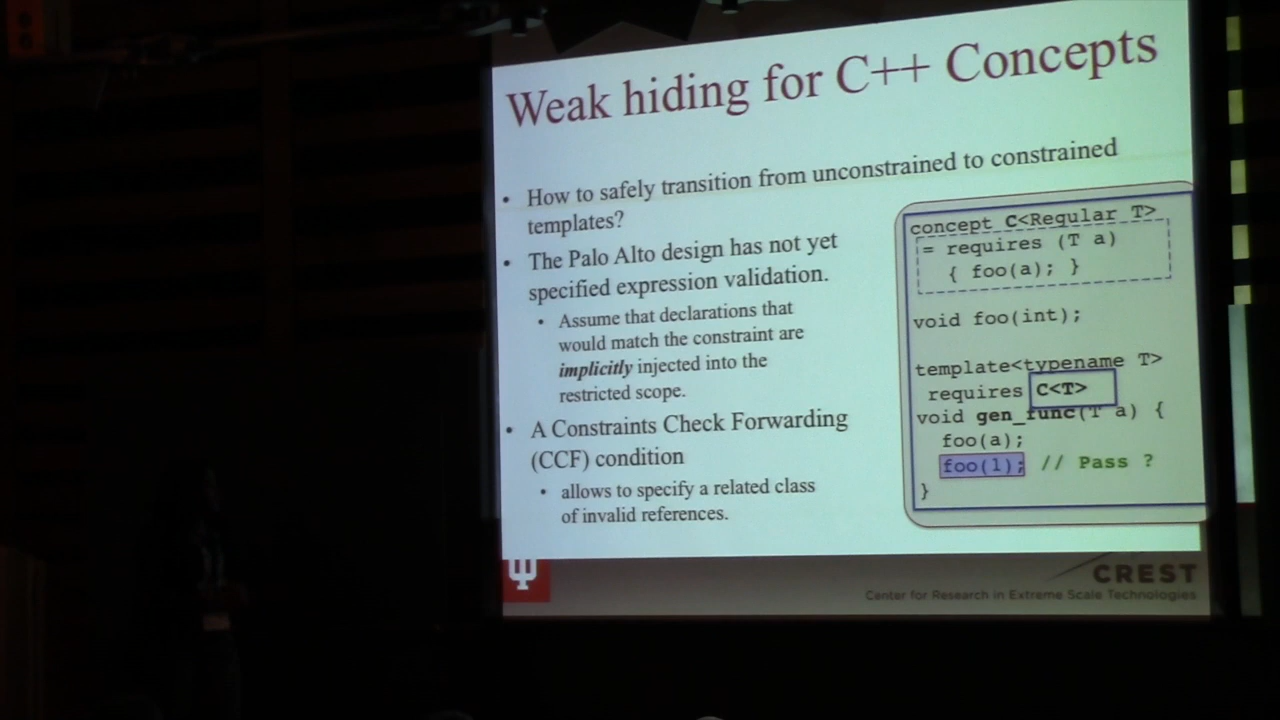 Weak hiding for C++ Concepts
• How to safely transition from unconstrained to constrained
templates?
• The Palo Alto design has not yet
specified expression validation.
• Assume that declarations that
would match the constraint are
implicitly injected into the
restricted scope.
• A Constraints Check Forwarding
(CCF) condition
• allows to specify a related class
of invalid references.
concept C<Regular T>
= requires (T a)
{ foo(a); }
void foo(int);
template<typename T>
requires C<T>
void gen_func(T a) {
foo(a);
foo(1); // Pass ?
}
CREST
Center for Research in Extreme Scale Technologies